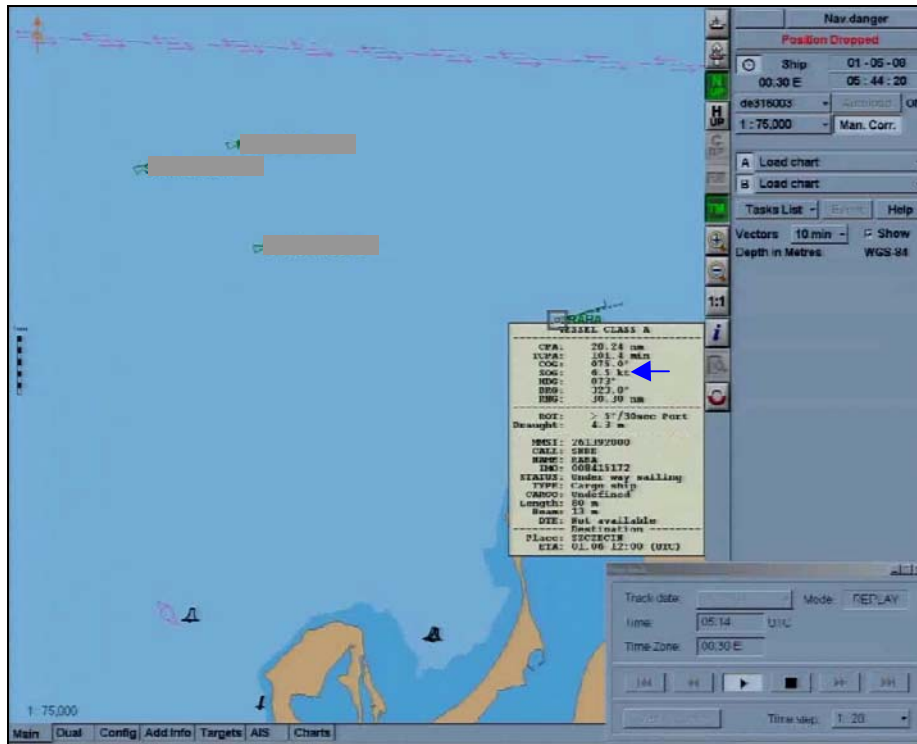 Nav.danger
Position Dropped
Ship 01-05-08
00:30 E 05:44:20
de316003 Autoload
1:75,000 Man. Corr.
A Load chart
B Load chart
Tasks List Event Help
Vectors 10 min Show
Depth in Metres WGS-84
N UP
H UP
TM
1:1
i
RABA
VESSEL CLASS A
CPA: 20.24 nm
TCPA: 101.4 min
COG: 075.0°
SOG: 6.5 kt
HDG: 073°
BRG: 323.0°
RNG: 30.30 nm
ROT: > 5°/30sec Port
Draught: 4.3 m
MMSI: 261392000
CALL: SNBE
NAME: RABA
IMO: 008415172
STATUS: Under way sailing
TYPE: Cargo ship
CARGO: Undefined
Length: 80 m
Beam: 13 m
DTE: Not available
Destination
Place: SZCZECIN
ETA: 01.06 12:00 (UTC)
Track date: Mode: REPLAY
Time: 05:14 UTC
Time Zone: 00:30 E
Time step: 1:20
1:75,000
Main Dual Config Add Info Targets AIS Charts